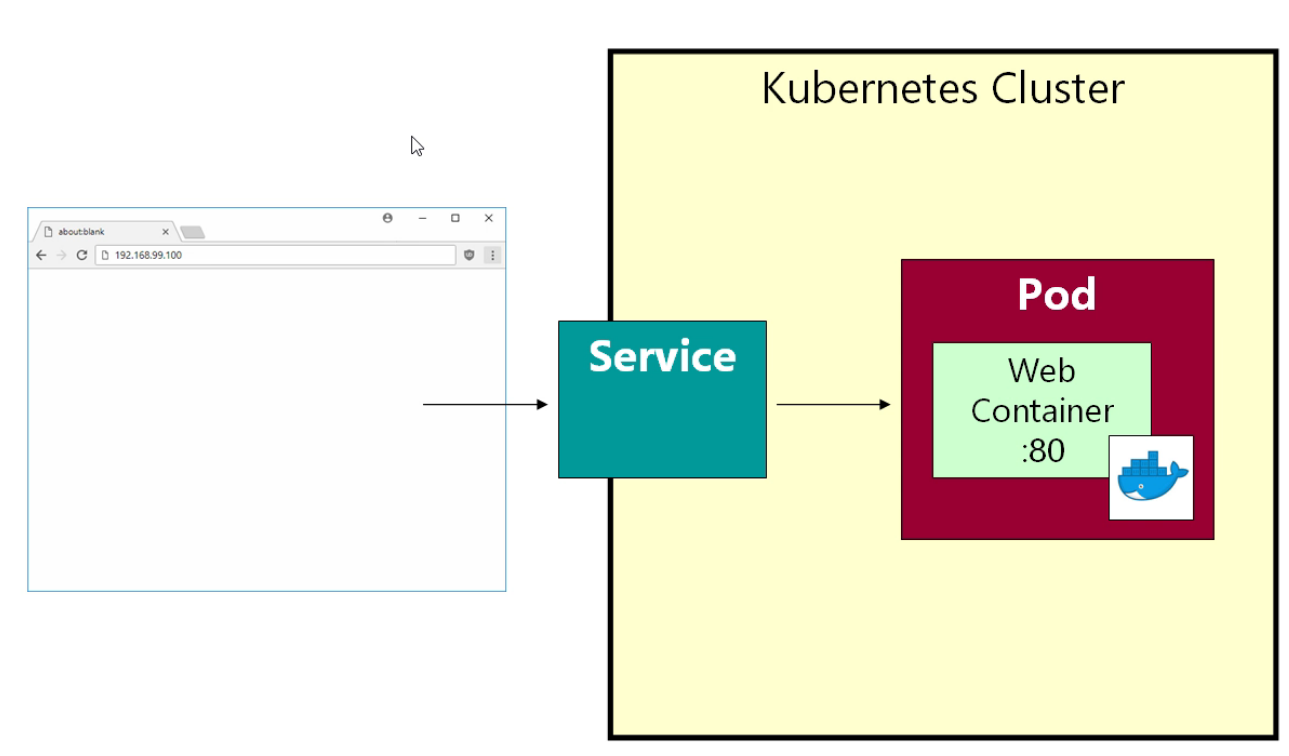 Kubernetes Cluster
about:blank
192.168.99.100
Service
Pod
Web
Container
:80